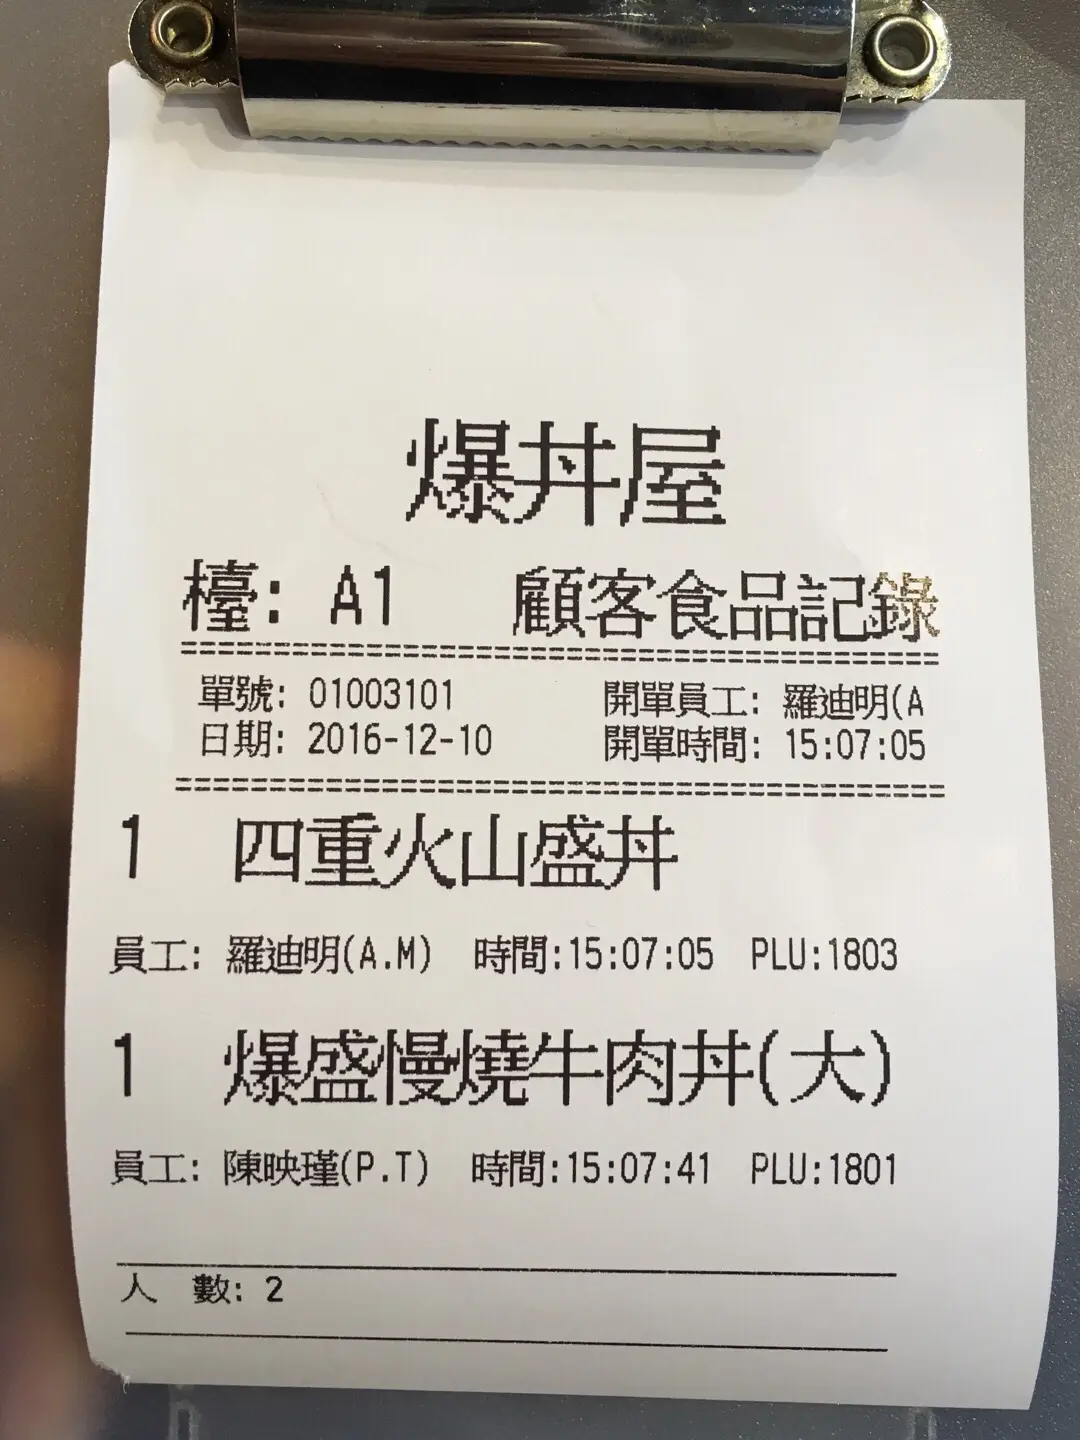 爆丼屋
檯: A1 顧客食品記錄
單號: 01003101 開單員工: 羅迪明(A
日期: 2016-12-10 開單時間: 15:07:05
1 四重火山盛丼
員工: 羅迪明(A.M) 時間:15:07:05 PLU:1803
1 爆盛慢燒牛肉丼(大)
員工: 陳映瑾(P.T) 時間:15:07:41 PLU:1801
人 數: 2